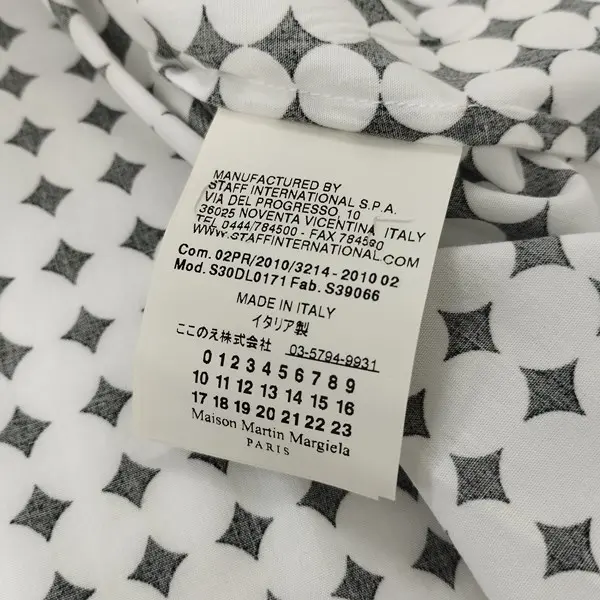 MANUFACTURED BY
STAFF INTERNATIONAL S.P.A.
VIA DEL PROGRESSO, 10
36025 NOVENTA VICENTINA ITALY
TEL. 0444/784500 - FAX 784590
WWW.STAFFINTERNATIONAL.COM
Com. 02PR/2010/3214 - 2010 02
Mod. S30DL0171 Fab. S39066
MADE IN ITALY
イタリア製
ここのえ株式会社 03-5794-9931
0 1 2 3 4 5 6 7 8 9
10 11 12 13 14 15 16
17 18 19 20 21 22 23
Maison Martin Margiela
PARIS